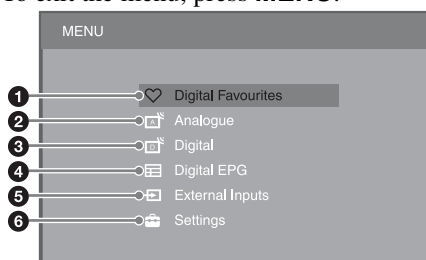 To exit the menu, press MENU.
MENU
1 Digital Favourites
2 A Analogue
3 D Digital
4 Digital EPG
5 External Inputs
6 Settings